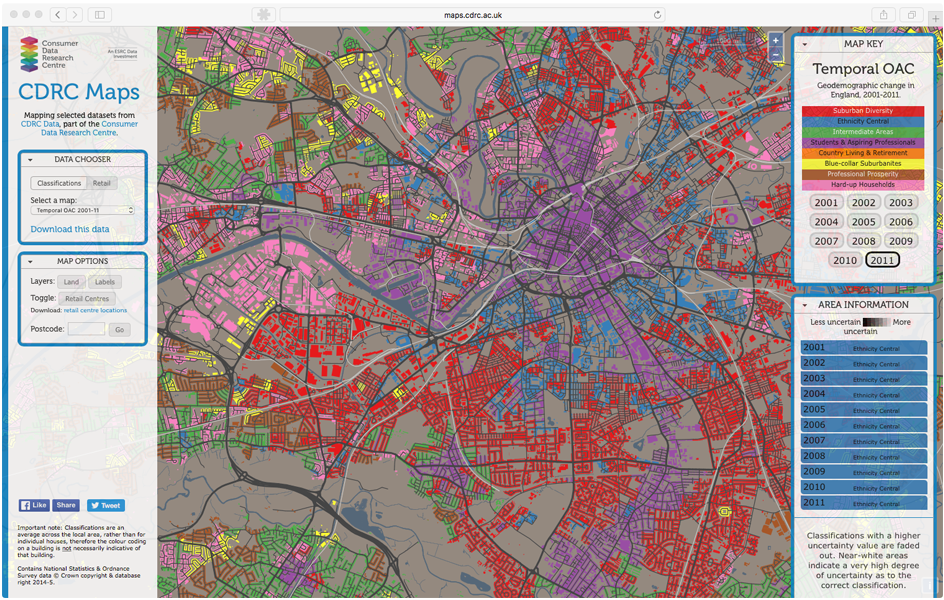 maps.cdrc.ac.uk
Consumer
Data
Research
Centre
An ESRC Data
Investment
CDRC Maps
Mapping selected datasets from
CDRC Data, part of the Consumer
Data Research Centre.
DATA CHOOSER
Classifications
Retail
Select a map:
Temporal OAC 2001-11
Download this data
MAP OPTIONS
Layers: Land Labels
Toggle: Retail Centres
Download: retail centre locations
Postcode: Go
Like Share Tweet
Important note: Classifications are an
average across the local area, rather than for
individual houses, therefore the colour coding
on a building is not necessarily indicative of
that building.
Contains National Statistics & Ordnance
Survey data © Crown copyright & database
right 2014-5.
+
MAP KEY
Temporal OAC
Geodemographic change in
England, 2001-2011.
Suburban Diversity
Ethnicity Central
Intermediate Areas
Students & Aspiring Professionals
Country Living & Retirement
Blue-collar Suburbanites
Professional Prosperity
Hard-up Households
2001 2002 2003
2004 2005 2006
2007 2008 2009
2010 2011
AREA INFORMATION
Less uncertain More
uncertain
2001 Ethnicity Central
2002 Ethnicity Central
2003 Ethnicity Central
2004 Ethnicity Central
2005 Ethnicity Central
2006 Ethnicity Central
2007 Ethnicity Central
2008 Ethnicity Central
2009 Ethnicity Central
2010 Ethnicity Central
2011 Ethnicity Central
Classifications with a higher
uncertainty value are faded
out. Near-white areas
indicate a very high degree
of uncertainty as to the
correct classification.